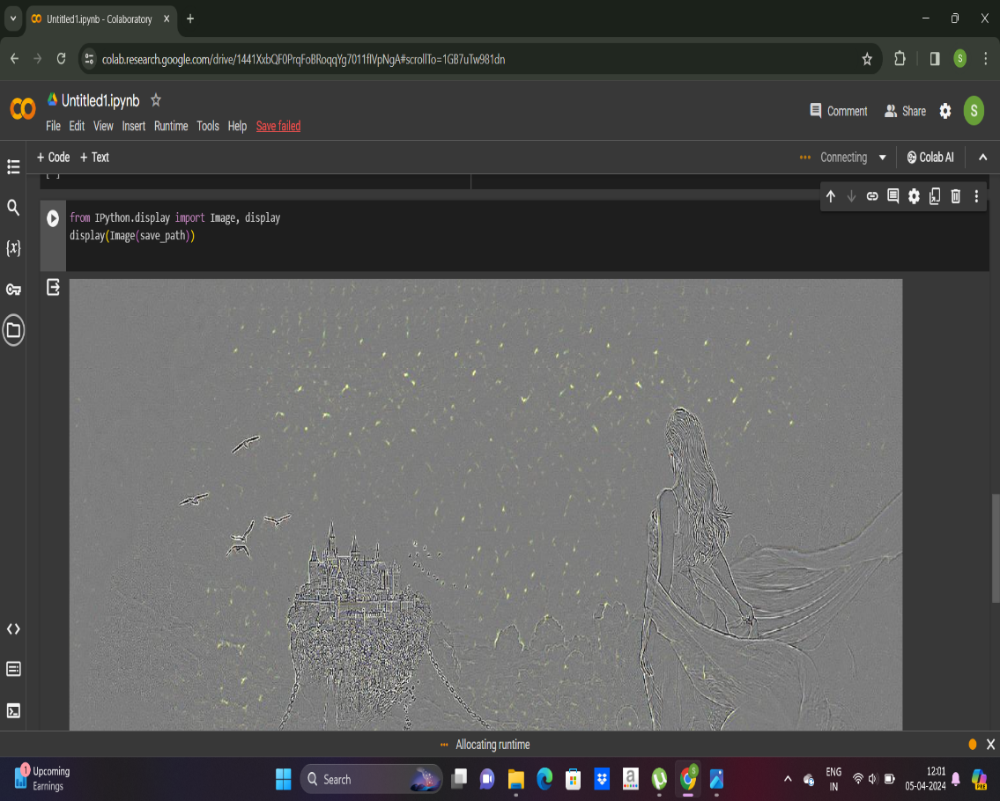 Untitled1.ipynb - Colaboratory
colab.research.google.com/drive/1441XxbQF0PrqFoBRoqqYg7011flVpNgA#scrollTo=1GB7uTw981dn
S
Untitled1.ipynb
Comment Share S
File Edit View Insert Runtime Tools Help Save failed
+ Code + Text Connecting Colab AI
[ ]
from IPython.display import Image, display
display(Image(save_path))
{x}
Allocating runtime
1 Upcoming
Earnings
Search
a
S
ENG
IN
12:01
05-04-2024
PRE